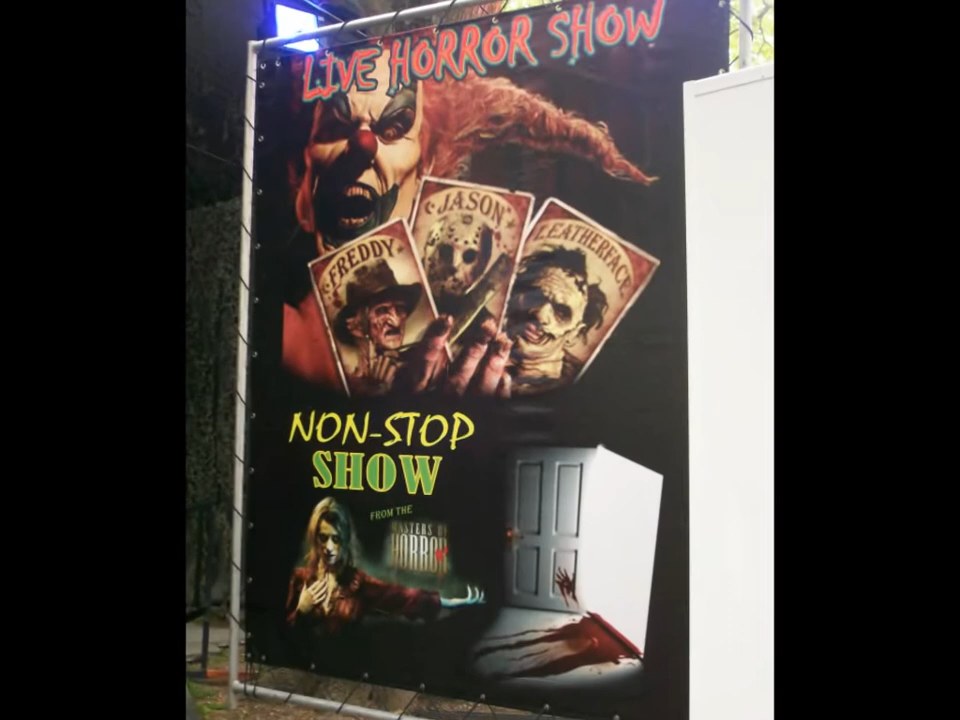 LIVE HORROR SHOW
FREDDY
JASON
LEATHERFACE
NON-STOP
SHOW
FROM THE
MASTERS OF
HORROR